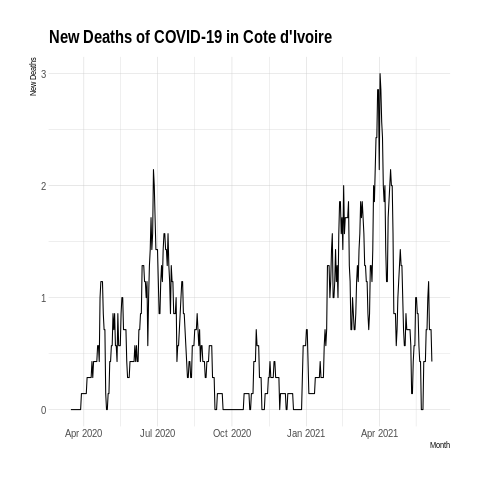 New Deaths of COVID-19 in Cote d'Ivoire
New Deaths
3
2
1
0
Apr 2020 Jul 2020 Oct 2020 Jan 2021 Apr 2021
Month